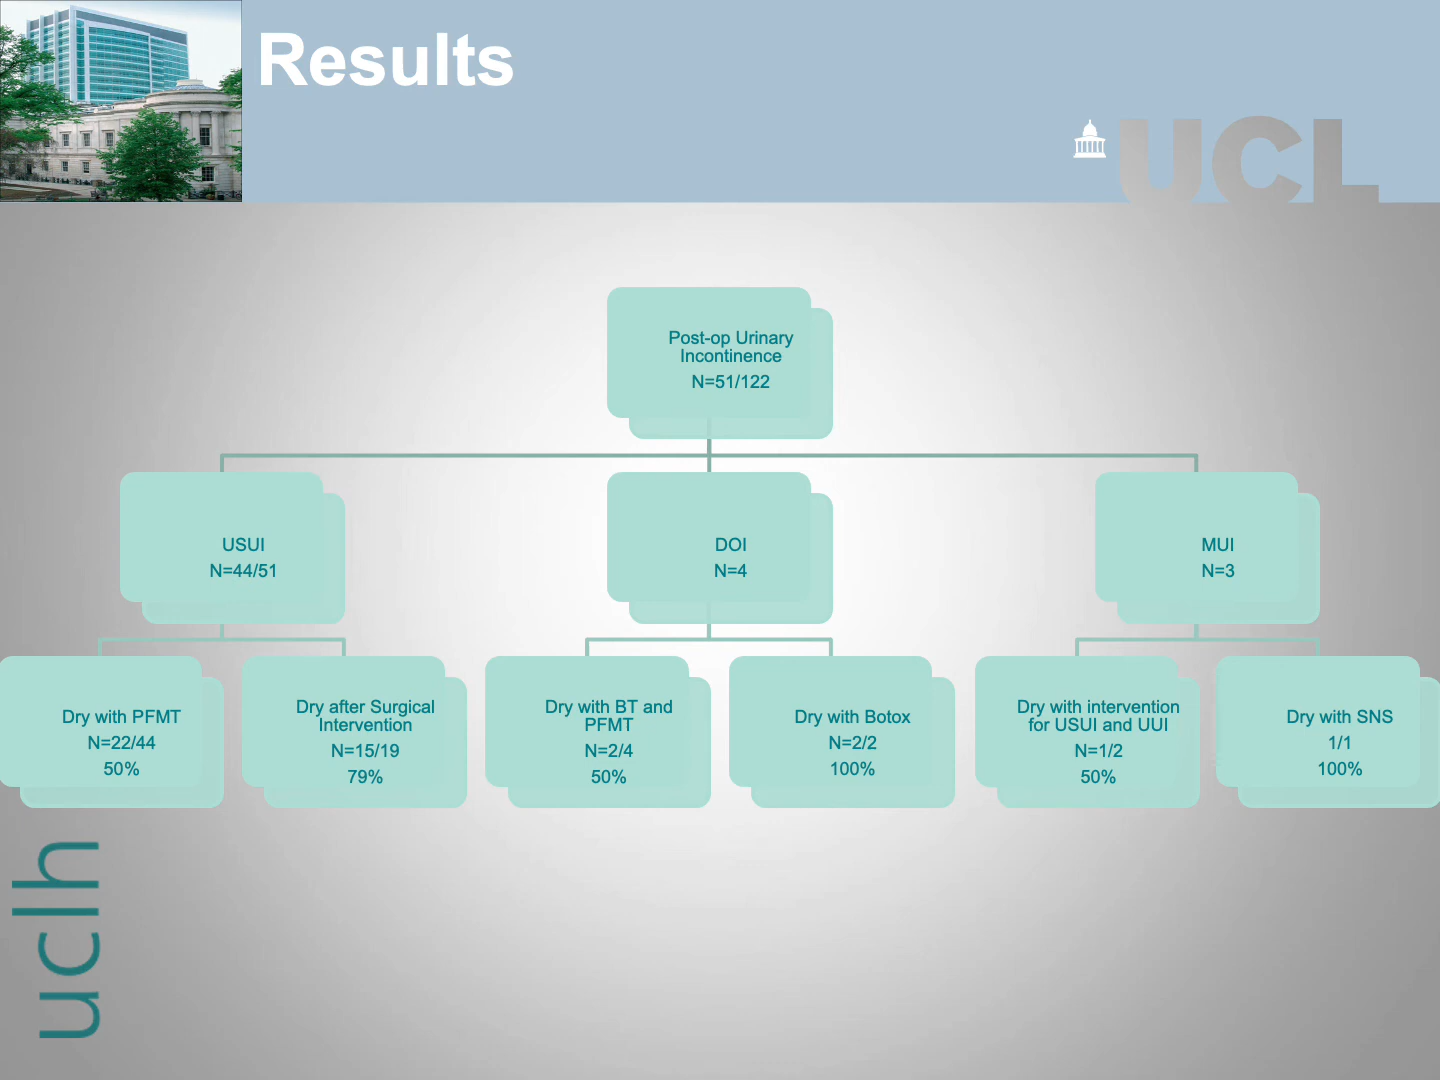 Results
UCL
Post-op Urinary
Incontinence
N=51/122
USUI
N=44/51
DOI
N=4
MUI
N=3
Dry with PFMT
N=22/44
50%
Dry after Surgical
Intervention
N=15/19
79%
Dry with BT and
PFMT
N=2/4
50%
Dry with Botox
N=2/2
100%
Dry with intervention
for USUI and UUI
N=1/2
50%
Dry with SNS
1/1
100%
uclh